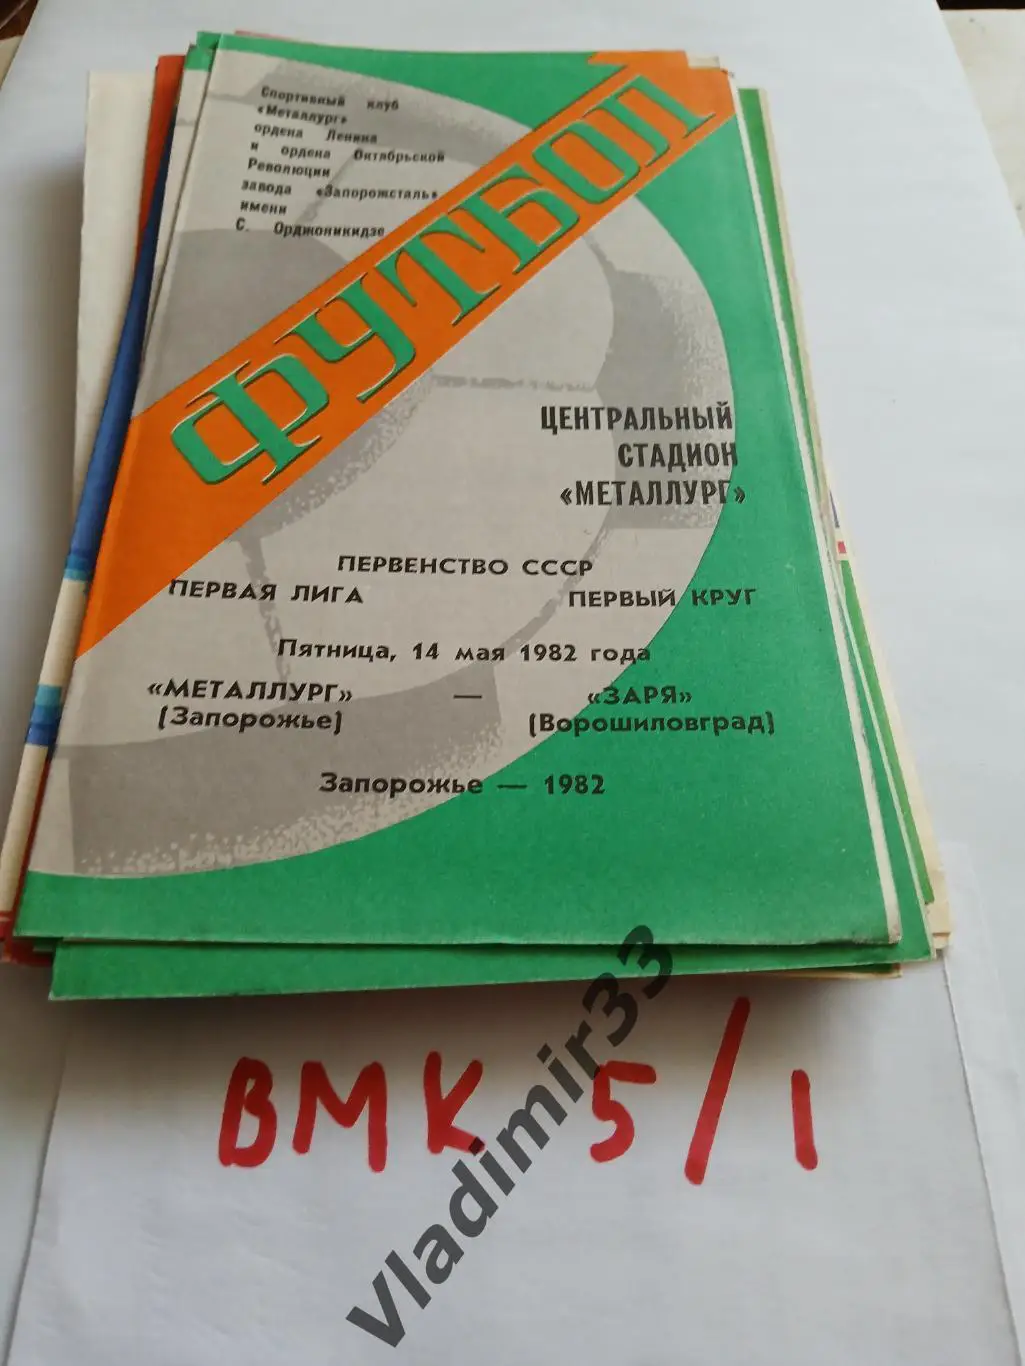 Спортивный клуб
«Металлург»
ордена Ленина
и ордена Октябрьской
Революции
завода «Запорожсталь»
имени
С. Орджоникидзе
ФУТБОЛ
ЦЕНТРАЛЬНЫЙ
СТАДИОН
«МЕТАЛЛУРГ»
ПЕРВЕНСТВО СССР
ПЕРВАЯ ЛИГА ПЕРВЫЙ КРУГ
Пятница, 14 мая 1982 года
«МЕТАЛЛУРГ» — «ЗАРЯ»
(Запорожье) (Ворошиловград)
Запорожье — 1982
ВМК 5/1
Vladimir33